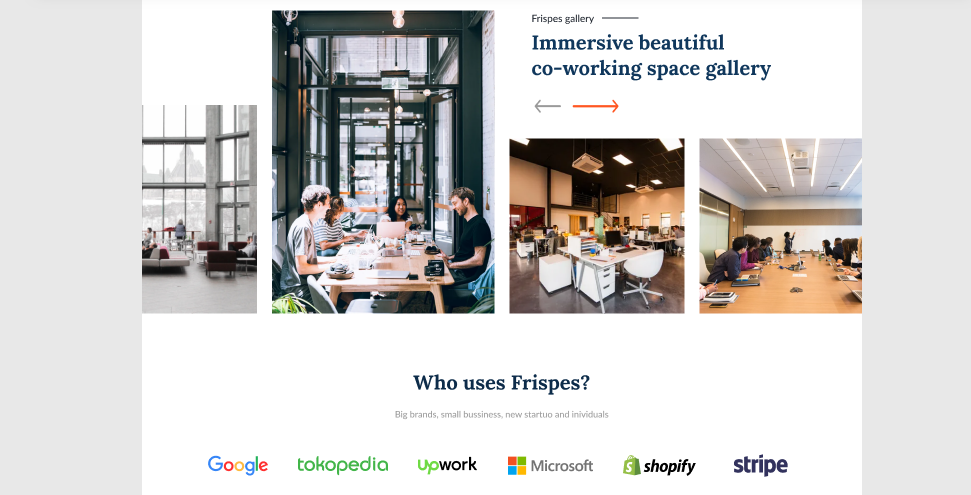 Frispes gallery
Immersive beautiful
co-working space gallery
Who uses Frispes?
Big brands, small bussiness, new startuo and inividuals
Google tokopedia upwork Microsoft shopify stripe